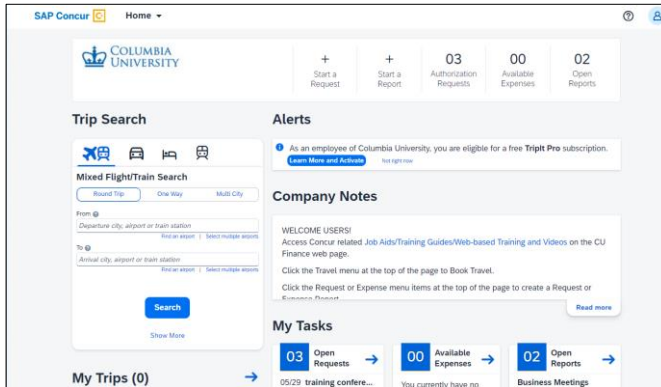 SAP Concur C Home
COLUMBIA
UNIVERSITY
+
Start a
Request
+
Start a
Report
03
Authorization
Requests
00
Available
Expenses
02
Open
Reports
Trip Search
Mixed Flight/Train Search
Round Trip One Way Multi City
From
Departure city, airport or train station
Find an airport | Select multiple airports
To
Arrival city, airport or train station
Find an airport | Select multiple airports
Search
Show More
My Trips (0)
Alerts
As an employee of Columbia University, you are eligible for a free TripIt Pro subscription.
Learn More and Activate Not right now
Company Notes
WELCOME USERS!
Access Concur related Job Aids/Training Guides/Web-based Training and Videos on the CU
Finance web page.
Click the Travel menu at the top of the page to Book Travel.
Click the Request or Expense menu items at the top of the page to create a Request or
Expense Report
Read more
My Tasks
03 Open
Requests
05/29 training confere...
00 Available
Expenses
You currently have no
02 Open
Reports
Business Meetings